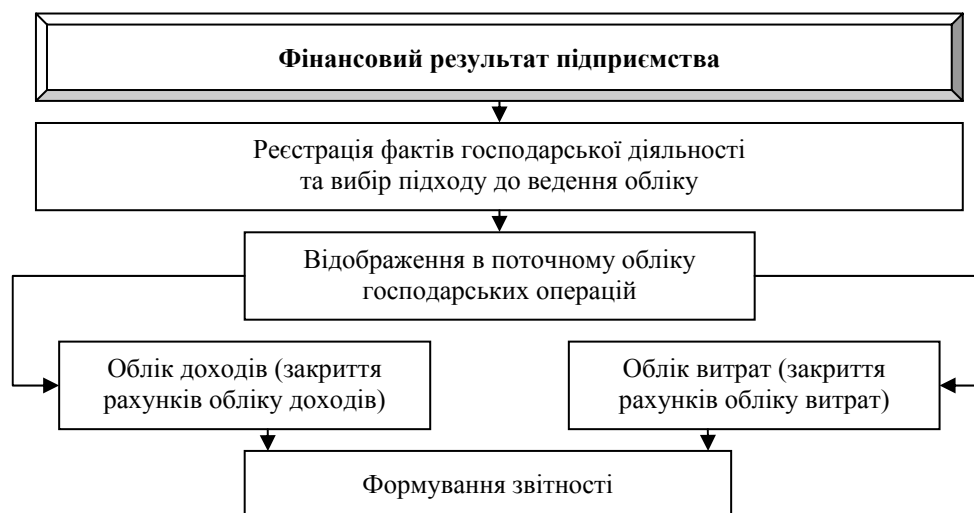 Фінансовий результат підприємства
Реєстрація фактів господарської діяльності
та вибір підходу до ведення обліку
Відображення в поточному обліку
господарських операцій
Облік доходів (закриття
рахунків обліку доходів)
Облік витрат (закриття
рахунків обліку витрат)
Формування звітності